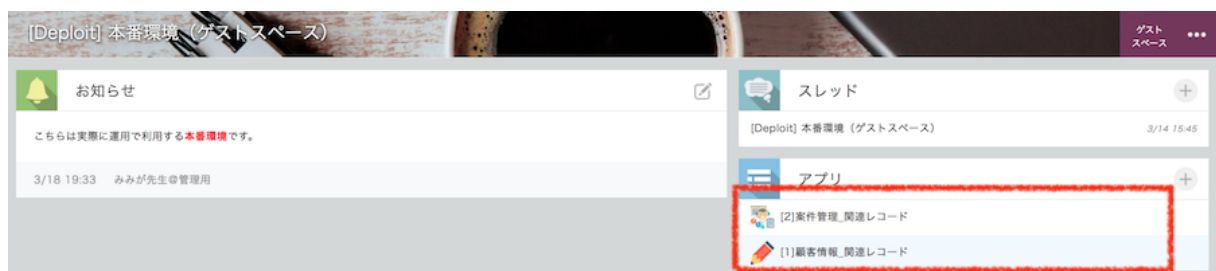 [Deploit] 本番環境（ゲストスペース）
ゲスト
スペース
お知らせ
こちらは実際に運用で利用する本番環境です。
3/18 19:33 みみが先生@管理用
スレッド
[Deploit] 本番環境（ゲストスペース）
3/14 15:45
アプリ
[2]案件管理_関連レコード
[1]顧客情報_関連レコード